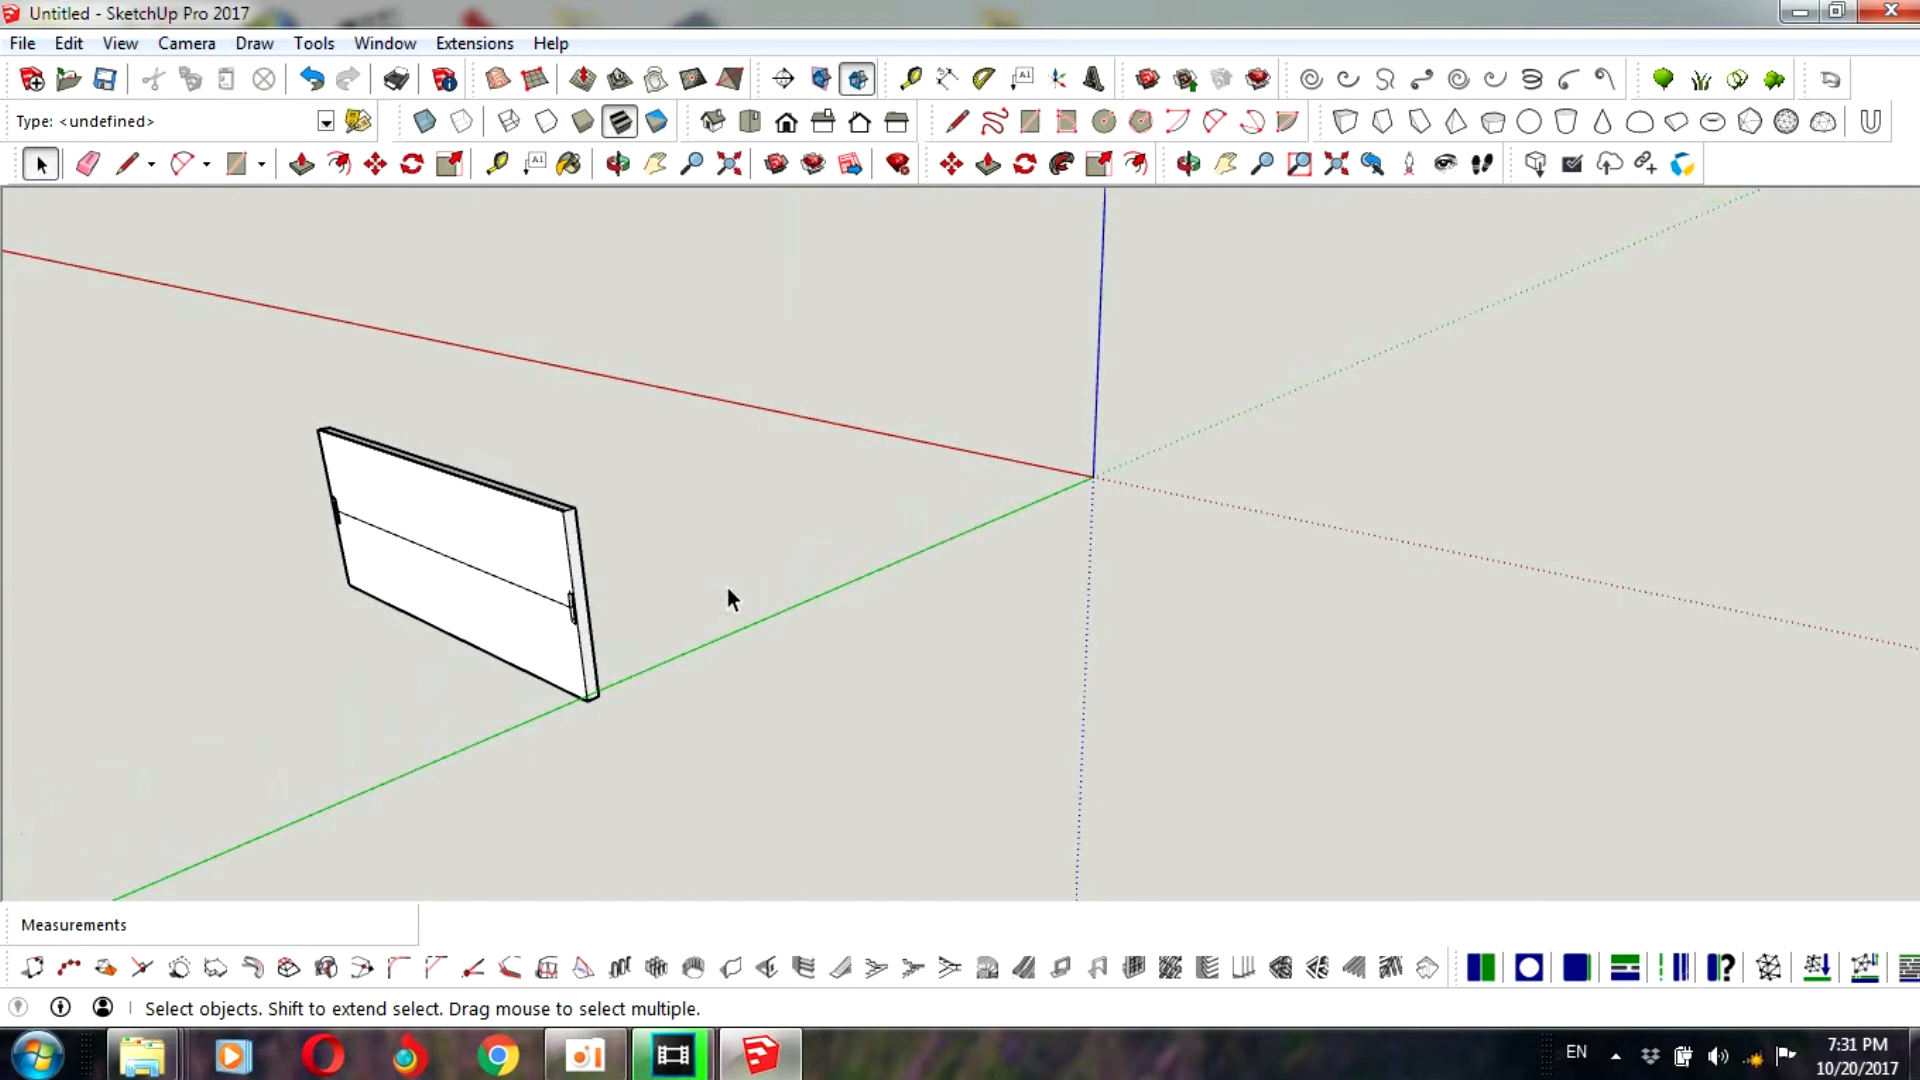 Untitled - SketchUp Pro 2017
File Edit View Camera Draw Tools Window Extensions Help
Type: <undefined>
Measurements
Select objects. Shift to extend select. Drag mouse to select multiple.
EN
7:31 PM
10/20/2017